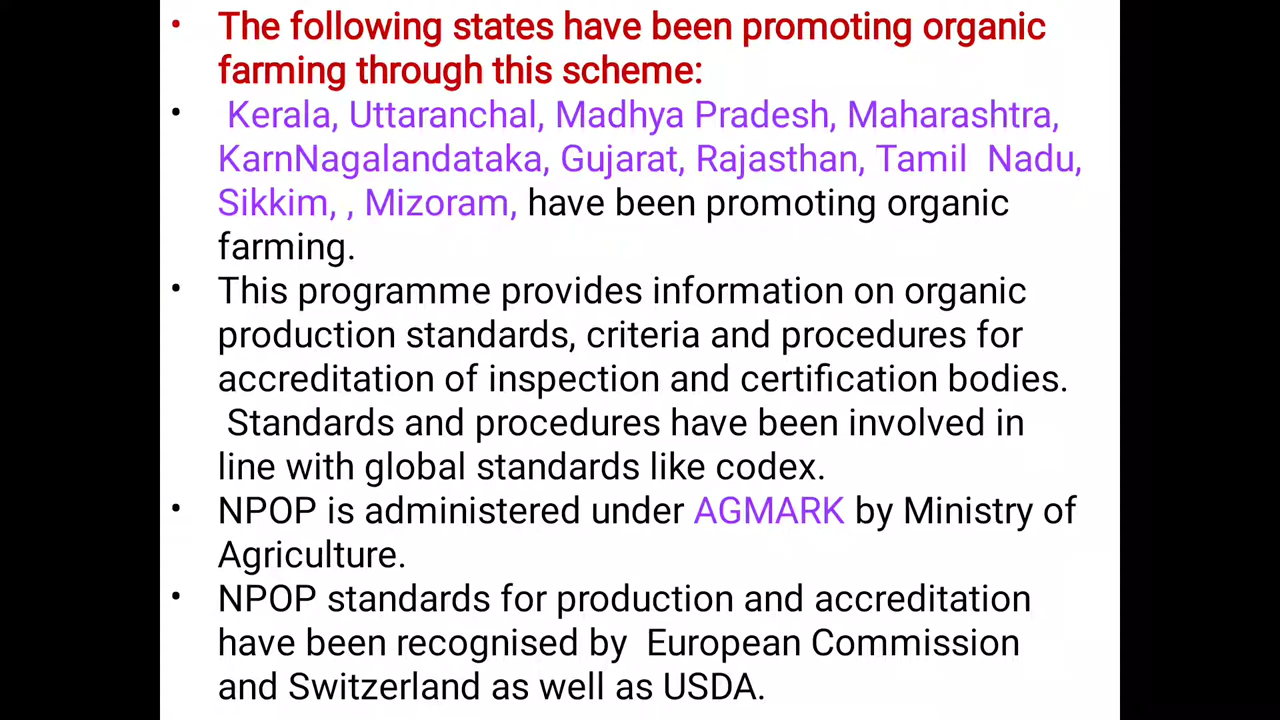 • The following states have been promoting organic
farming through this scheme:
• Kerala, Uttaranchal, Madhya Pradesh, Maharashtra,
KarnNagalandataka, Gujarat, Rajasthan, Tamil Nadu,
Sikkim, , Mizoram, have been promoting organic
farming.
• This programme provides information on organic
production standards, criteria and procedures for
accreditation of inspection and certification bodies.
Standards and procedures have been involved in
line with global standards like codex.
• NPOP is administered under AGMARK by Ministry of
Agriculture.
• NPOP standards for production and accreditation
have been recognised by European Commission
and Switzerland as well as USDA.